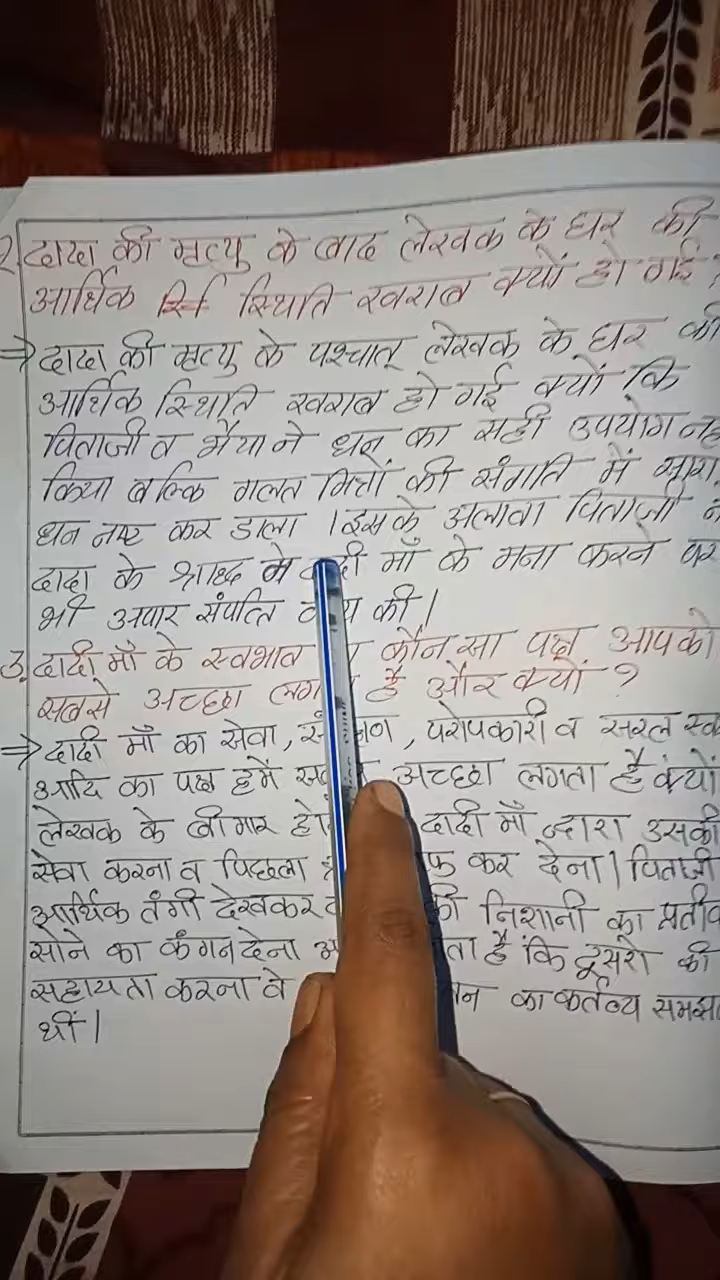 2. दादा की मृत्यु के बाद लेखक के घर की
आर्थिक स्थिति खराब क्यों हो गई ?
⇒ दादा की मृत्यु के पश्चात् लेखक के घर की
आर्थिक स्थिति खराब हो गई क्यों कि
पिताजी व भैया ने धन का सही उपयोग
किया बल्कि गलत मित्रों की संगति में
धन नष्ट कर डाला । इसके अलावा पिताजी
दादा के श्राध्द मे माँ के मना करने पर
भी अपार संपत्ति की ।
3. दादी माँ के स्वभाव कौन सा पक्ष आपको
सबसे अच्छा है और क्यों ?
⇒ दादी माँ का सेवा, परोपकारी व सरल
आदि का पक्ष हमें अच्छा लगता है क्यों
लेखक के बीमार दादी माँ द्वारा उसकी
सेवा करना व पिछला कर देना । पिताजी
आर्थिक तंगी देखकर की निशानी का
सोने का कंगन देना है कि दूसरो की
सहायता करना वे का कर्तव्य
थीं ।